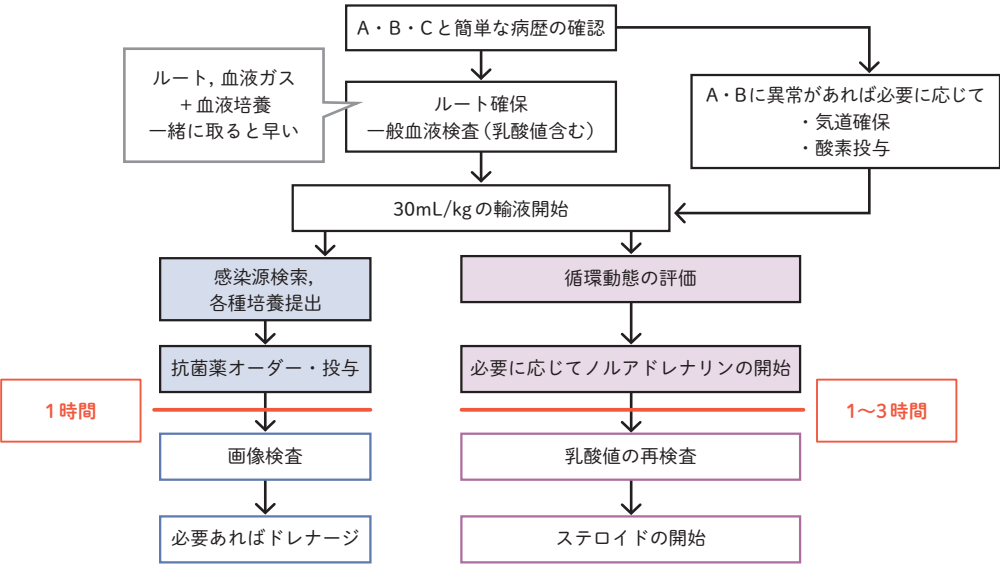 A・B・Cと簡単な病歴の確認
ルート, 血液ガス
＋血液培養
一緒に取ると早い
ルート確保
一般血液検査（乳酸値含む）
A・Bに異常があれば必要に応じて
・気道確保
・酸素投与
30mL/kgの輸液開始
感染源検索,
各種培養提出
循環動態の評価
抗菌薬オーダー・投与
必要に応じてノルアドレナリンの開始
1時間
1〜3時間
画像検査
乳酸値の再検査
必要あればドレナージ
ステロイドの開始